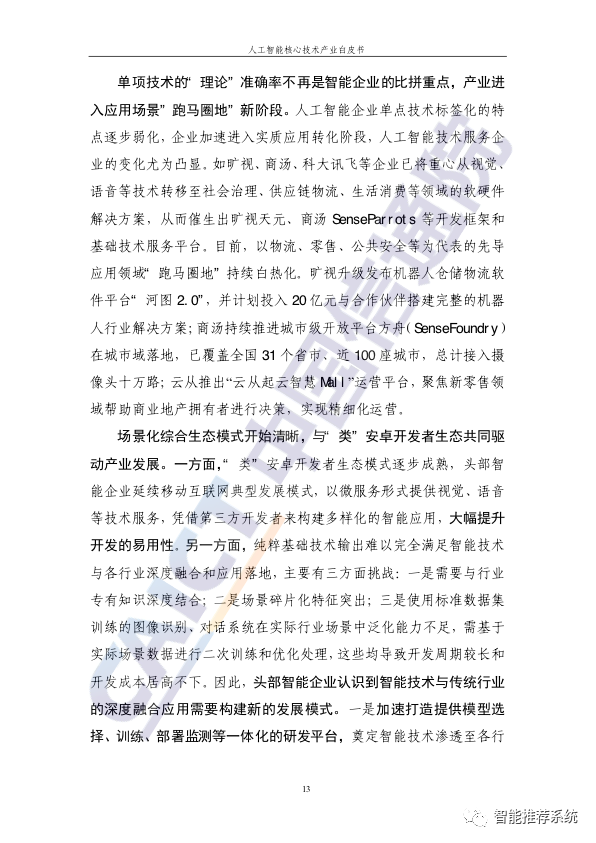 人工智能核心技术产业白皮书
单项技术的“理论”准确率不再是智能企业的比拼重点，产业进
入应用场景”跑马圈地”新阶段。人工智能企业单点技术标签化的特
点逐步弱化，企业加速进入实质应用转化阶段，人工智能技术服务企
业的变化尤为凸显。如旷视、商汤、科大讯飞等企业已将重心从视觉、
语音等技术转移至社会治理、供应链物流、生活消费等领域的软硬件
解决方案，从而催生出旷视天元、商汤 SenseParrots 等开发框架和
基础技术服务平台。目前，以物流、零售、公共安全等为代表的先导
应用领域“跑马圈地”持续白热化。旷视升级发布机器人仓储物流软
件平台“河图 2.0”，并计划投入 20 亿元与合作伙伴搭建完整的机器
人行业解决方案；商汤持续推进城市级开放平台方舟（SenseFoundry）
在城市域落地，已覆盖全国 31 个省市、近 100 座城市，总计接入摄
像头十万路；云从推出“云从起云智慧 Mall”运营平台，聚焦新零售领
域帮助商业地产拥有者进行决策，实现精细化运营。
场景化综合生态模式开始清晰，与“类”安卓开发者生态共同驱
动产业发展。一方面，“类”安卓开发者生态模式逐步成熟，头部智
能企业延续移动互联网典型发展模式，以微服务形式提供视觉、语音
等技术服务，凭借第三方开发者来构建多样化的智能应用，大幅提升
开发的易用性。另一方面，纯粹基础技术输出难以完全满足智能技术
与各行业深度融合和应用落地，主要有三方面挑战：一是需要与行业
专有知识深度结合；二是场景碎片化特征突出；三是使用标准数据集
训练的图像识别、对话系统在实际行业场景中泛化能力不足，需基于
实际场景数据进行二次训练和优化处理，这些均导致开发周期较长和
开发成本居高不下。因此，头部智能企业认识到智能技术与传统行业
的深度融合应用需要构建新的发展模式。一是加速打造提供模型选
择、训练、部署监测等一体化的研发平台，奠定智能技术渗透至各行
13
CAICT 中国信通院
智能推荐系统